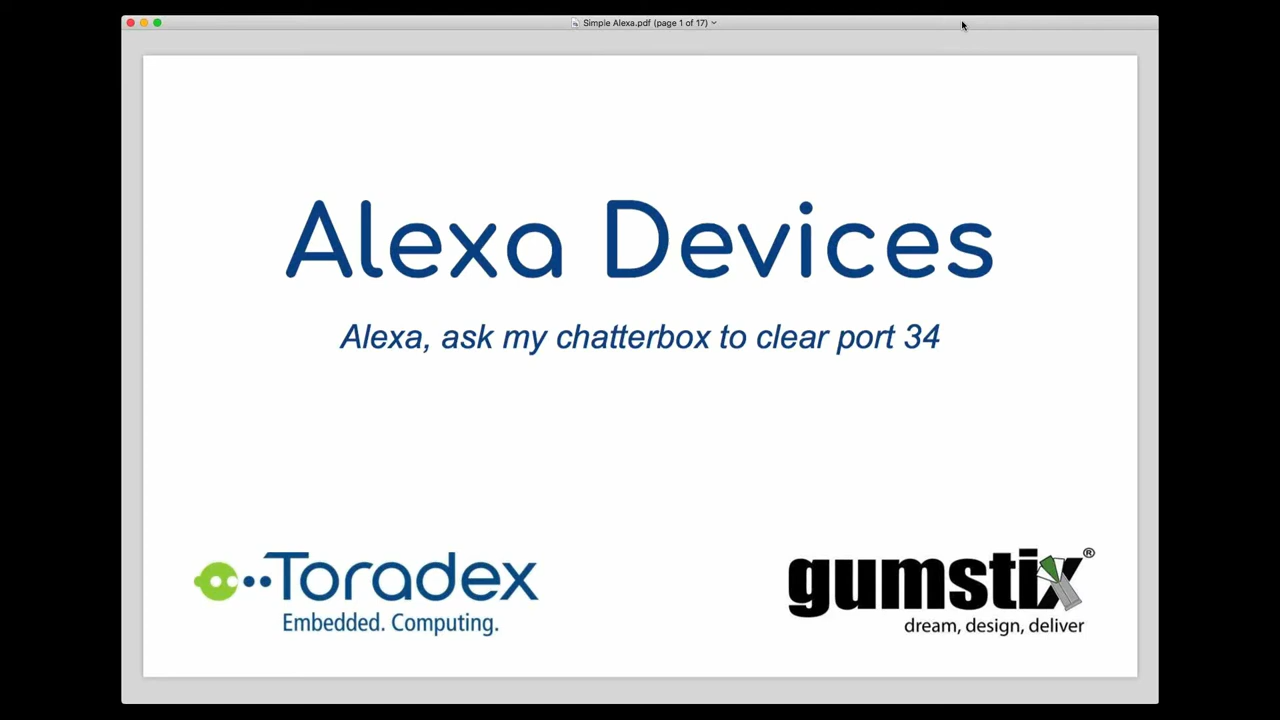 Simple Alexa.pdf (page 1 of 17)
Alexa Devices
Alexa, ask my chatterbox to clear port 34
Toradex
Embedded. Computing.
gumstix®
dream, design, deliver